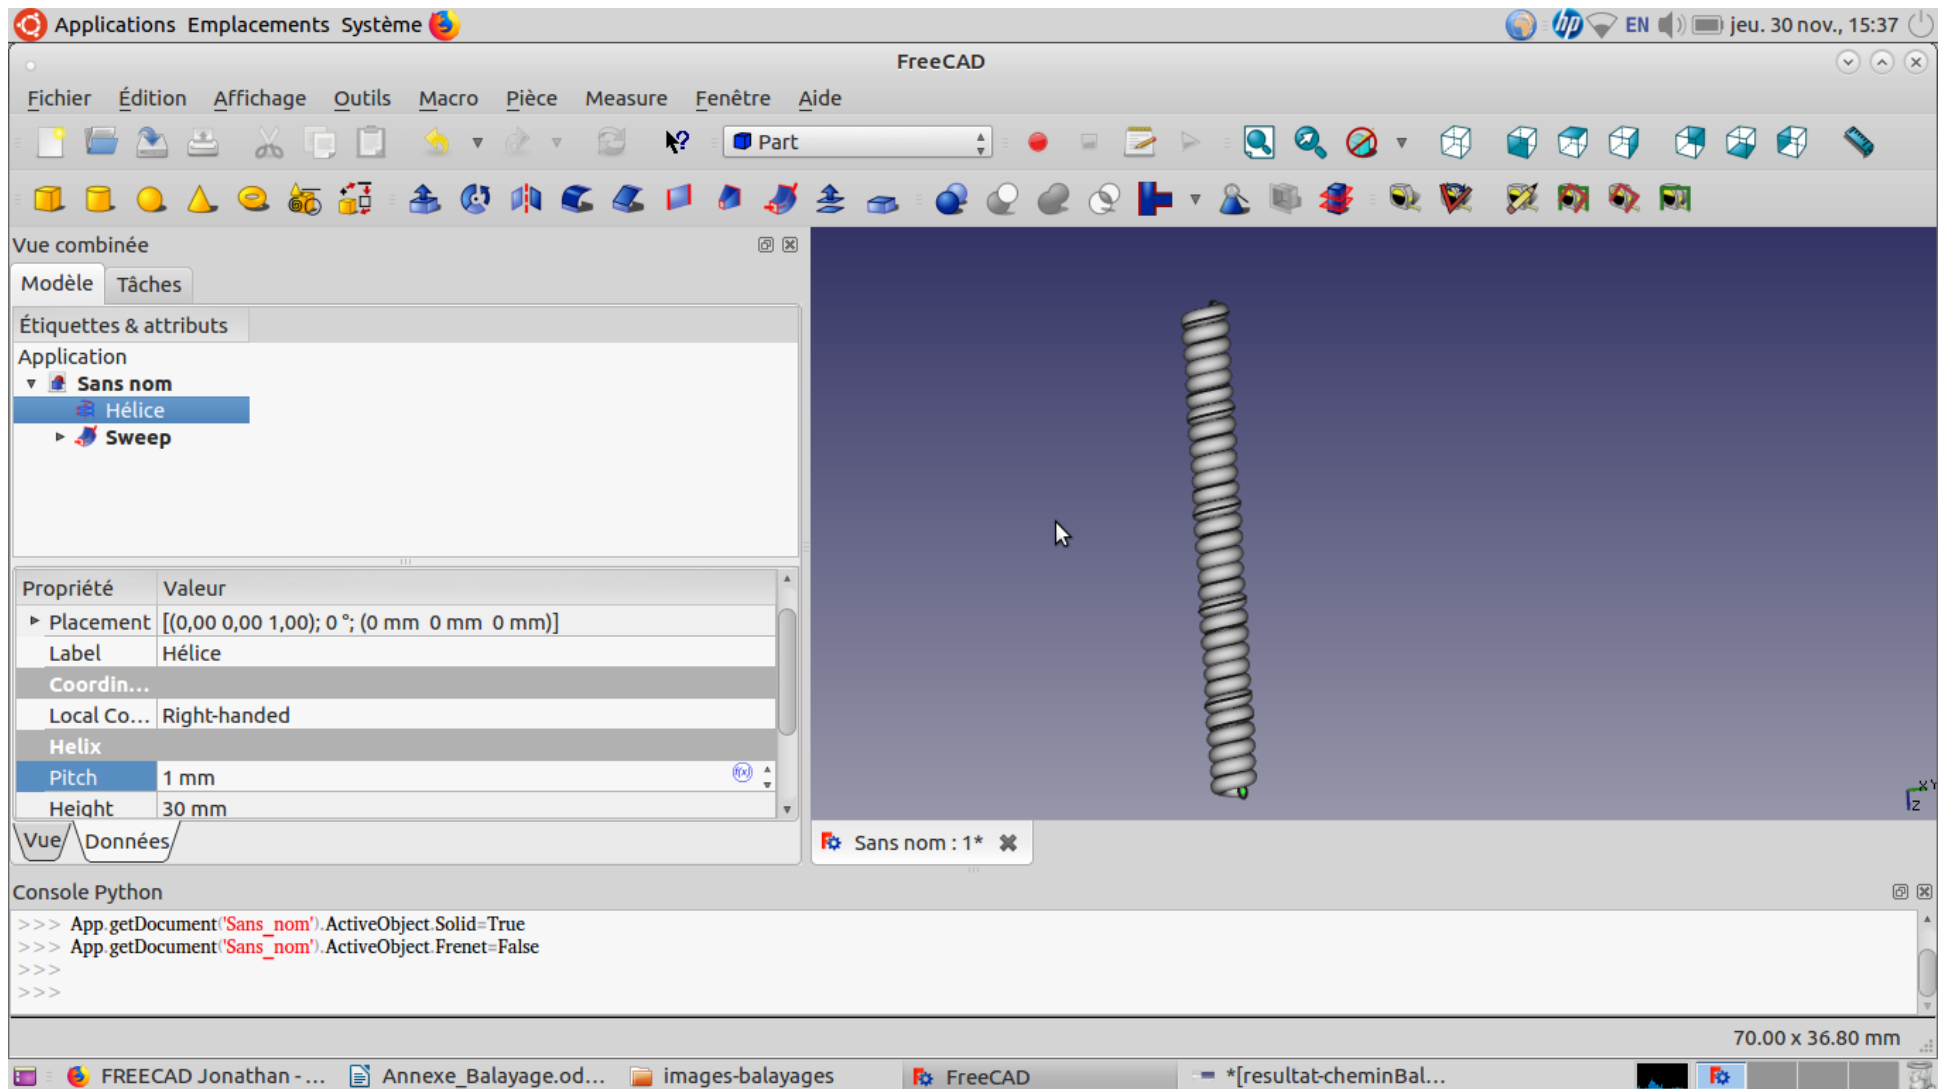 Applications Emplacements Système EN jeu. 30 nov., 15:37
FreeCAD
Fichier Édition Affichage Outils Macro Pièce Measure Fenêtre Aide
Part
Vue combinée
Modèle Tâches
Étiquettes & attributs
Application
Sans nom
Hélice
Sweep
Propriété Valeur
Placement [(0,00 0,00 1,00); 0 °; (0 mm 0 mm 0 mm)]
Label Hélice
Coordin...
Local Co... Right-handed
Helix
Pitch 1 mm
Height 30 mm
Vue Données
Sans nom : 1*
X Y
Z
Console Python
>>> App.getDocument('Sans_nom').ActiveObject.Solid=True
>>> App.getDocument('Sans_nom').ActiveObject.Frenet=False
>>>
>>>
70.00 x 36.80 mm
FREECAD Jonathan - ... Annexe_Balayage.od... images-balayages FreeCAD *[resultat-cheminBal...